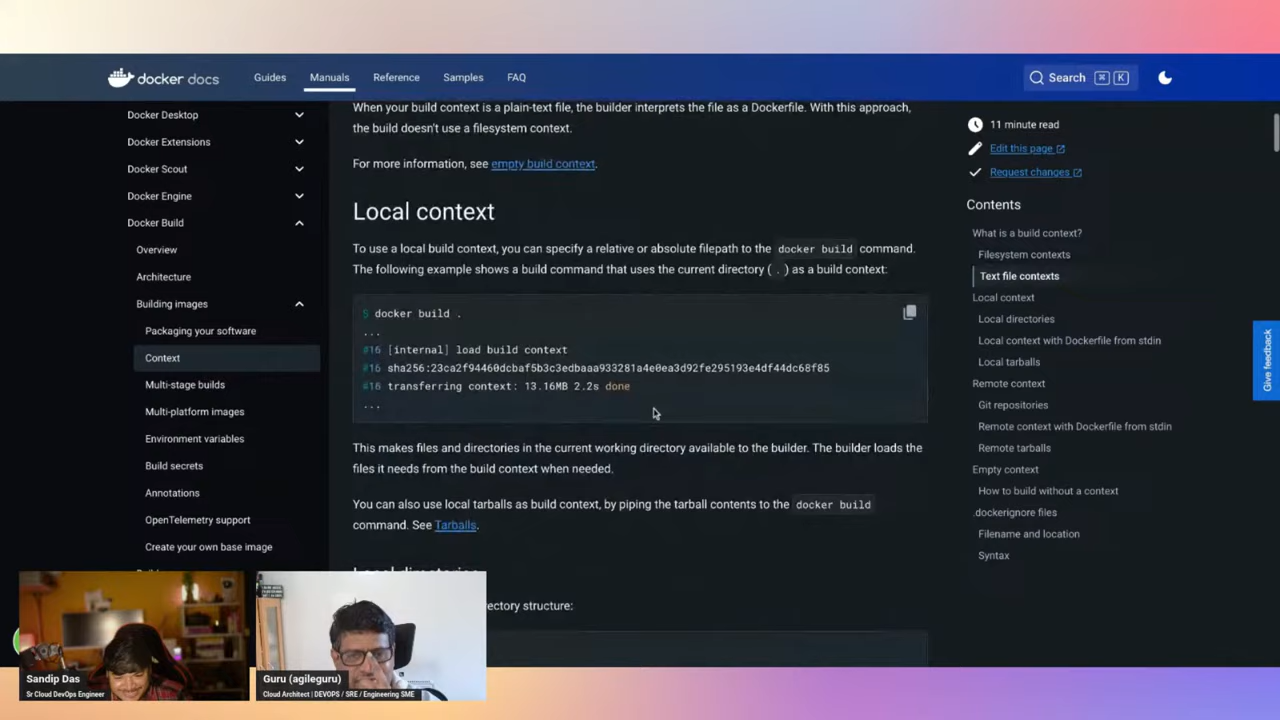 docker docs
Guides
Manuals
Reference
Samples
FAQ
Search
⌘ K
Docker Desktop
Docker Extensions
Docker Scout
Docker Engine
Docker Build
Overview
Architecture
Building images
Packaging your software
Context
Multi-stage builds
Multi-platform images
Environment variables
Build secrets
Annotations
OpenTelemetry support
Create your own base image
When your build context is a plain-text file, the builder interprets the file as a Dockerfile. With this approach,
the build doesn't use a filesystem context.
For more information, see empty build context.
Local context
To use a local build context, you can specify a relative or absolute filepath to the docker build command.
The following example shows a build command that uses the current directory ( . ) as a build context:
$ docker build .
...
#16 [internal] load build context
#16 sha256:23ca2f94460dcbaf5b3c3edbaaa933281a4e0ea3d92fe295193e4df44dc68f85
#16 transferring context: 13.16MB 2.2s done
...
This makes files and directories in the current working directory available to the builder. The builder loads the
files it needs from the build context when needed.
You can also use local tarballs as build context, by piping the tarball contents to the docker build
command. See Tarballs.
Local directories
ectory structure:
11 minute read
Edit this page
Request changes
Contents
What is a build context?
Filesystem contexts
Text file contexts
Local context
Local directories
Local context with Dockerfile from stdin
Local tarballs
Remote context
Git repositories
Remote context with Dockerfile from stdin
Remote tarballs
Empty context
How to build without a context
.dockerignore files
Filename and location
Syntax
Give feedback
Sandip Das
Sr Cloud DevOps Engineer
Guru (agileguru)
Cloud Architect | DEVOPS / SRE / Engineering SME